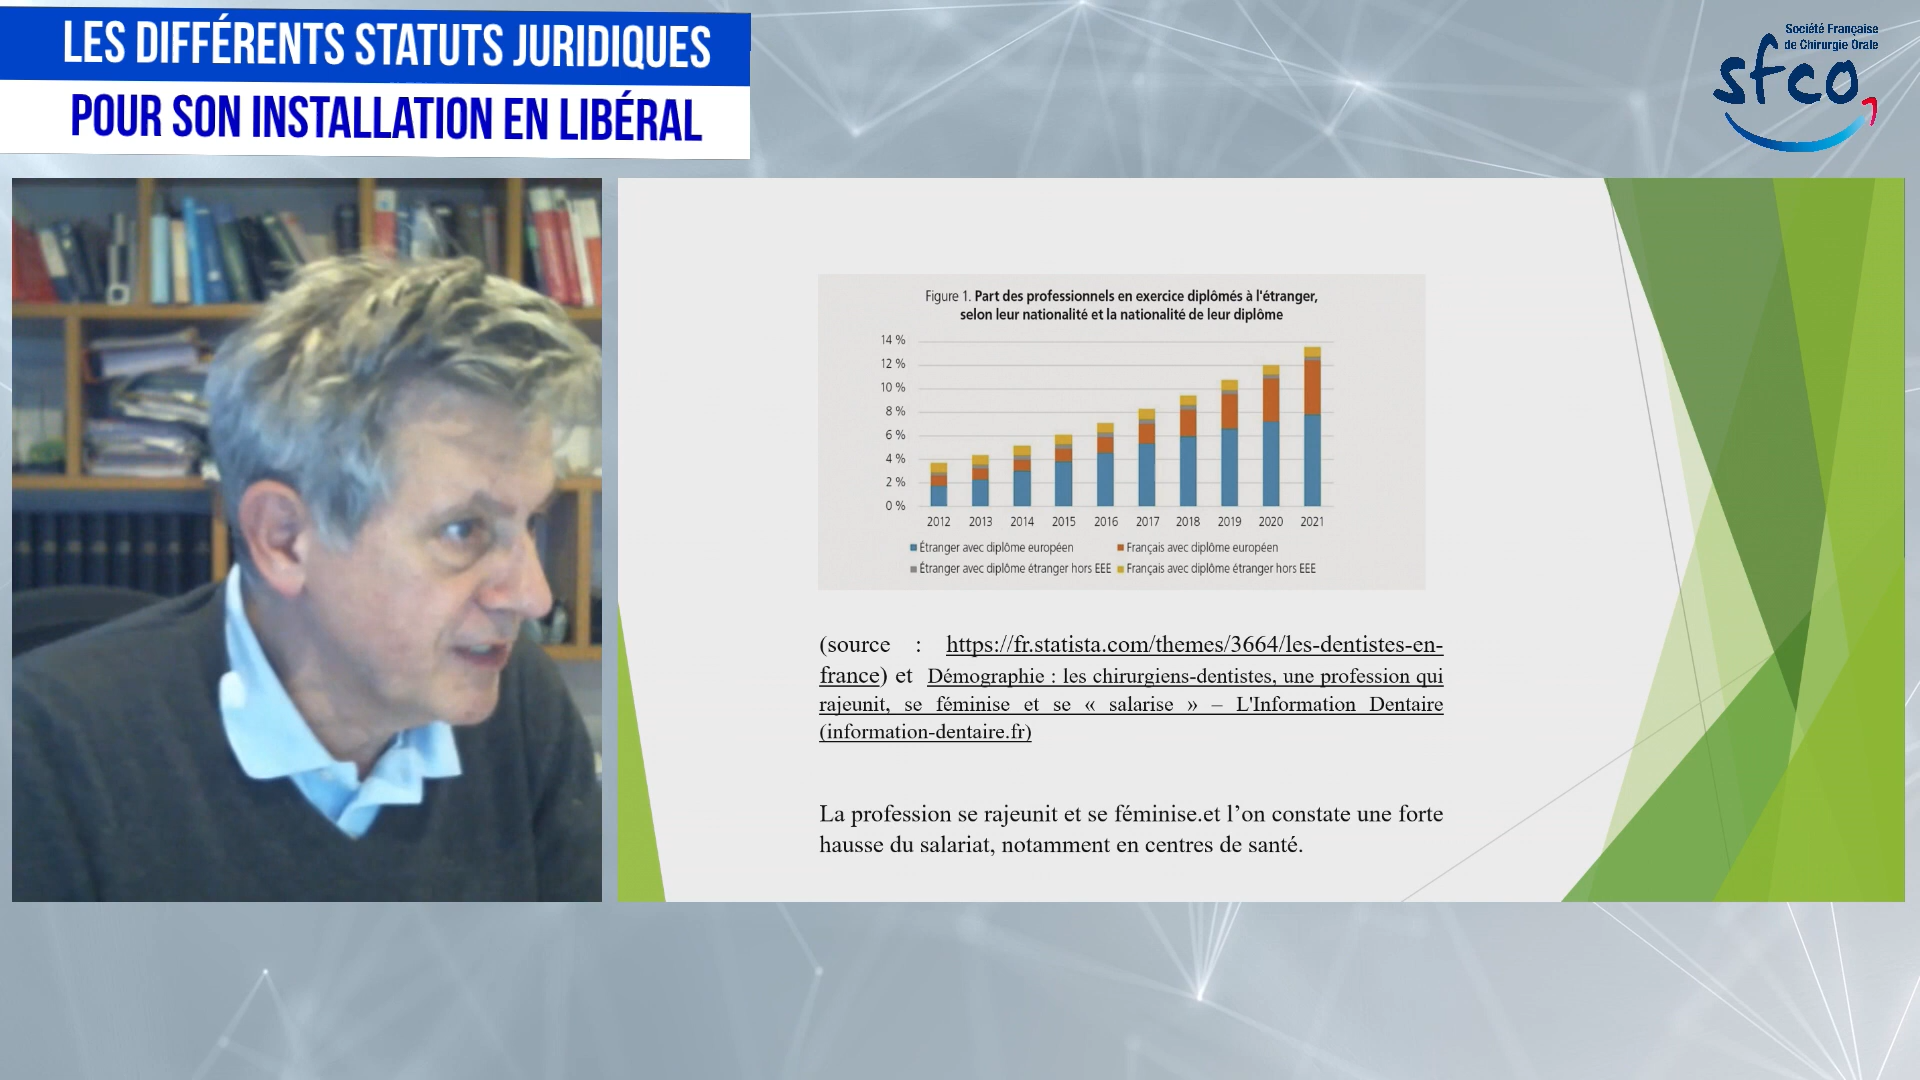 LES DIFFÉRENTS STATUTS JURIDIQUES
POUR SON INSTALLATION EN LIBÉRAL
Société Française
de Chirurgie Orale
sfco
Figure 1. Part des professionnels en exercice diplômés à l'étranger,
selon leur nationalité et la nationalité de leur diplôme
14 %
12 %
10 %
8 %
6 %
4 %
2 %
0 %
2012 2013 2014 2015 2016 2017 2018 2019 2020 2021
Étranger avec diplôme européen Français avec diplôme européen
Étranger avec diplôme étranger hors EEE Français avec diplôme étranger hors EEE
(source : https://fr.statista.com/themes/3664/les-dentistes-en-
france) et Démographie : les chirurgiens-dentistes, une profession qui
rajeunit, se féminise et se « salarise » – L'Information Dentaire
(information-dentaire.fr)
La profession se rajeunit et se féminise.et l’on constate une forte
hausse du salariat, notamment en centres de santé.